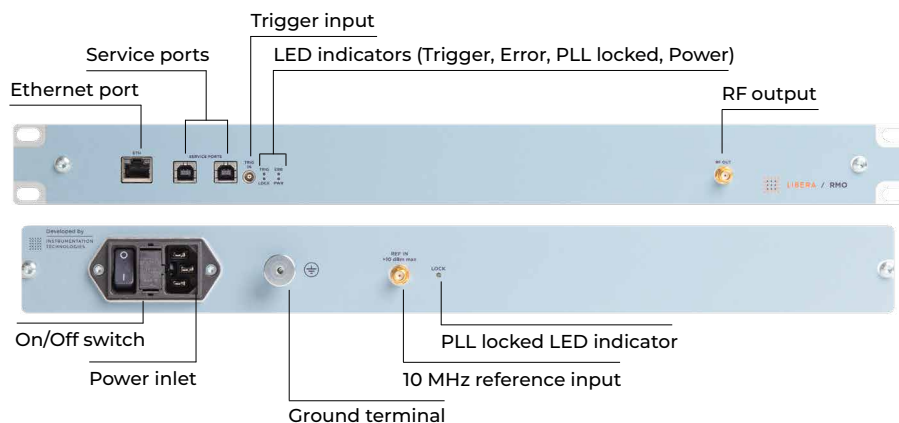 Trigger input
Service ports
LED indicators (Trigger, Error, PLL locked, Power)
Ethernet port
RF output
ETH
SERVICE PORTS
TRIG IN
TRIG ERR
LOCK PWR
RF OUT
LIBERA / RMO
Developed by
INSTRUMENTATION
TECHNOLOGIES
REF IN
+10 dBm max
LOCK
On/Off switch
PLL locked LED indicator
Power inlet
10 MHz reference input
Ground terminal